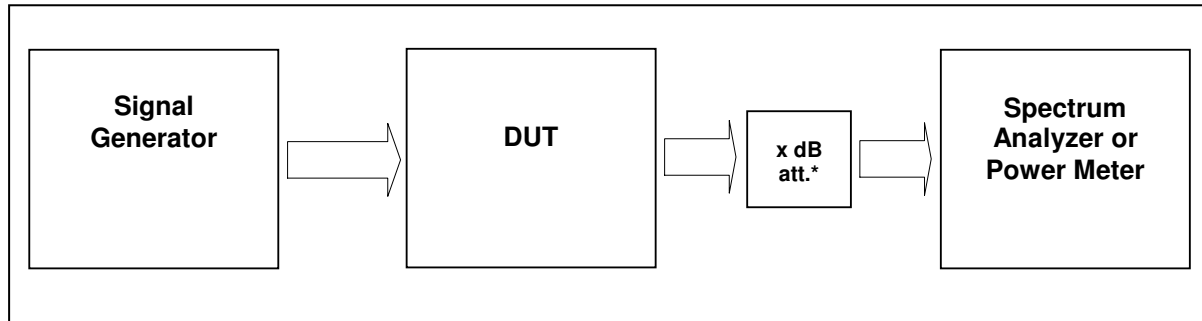 Signal
Generator
DUT
x dB
att.*
Spectrum
Analyzer or
Power Meter